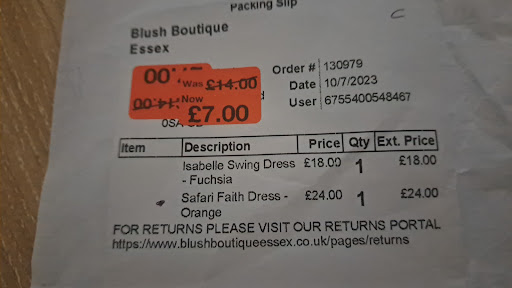 Packing Slip
Blush Boutique
Essex
Order # 130979
Date 10/7/2023
User 6755400548467
Was £14.00
Now
£7.00
Item Description Price Qty Ext. Price
Isabelle Swing Dress £18.00 1 £18.00
- Fuchsia
Safari Faith Dress - £24.00 1 £24.00
Orange
FOR RETURNS PLEASE VISIT OUR RETURNS PORTAL
https://www.blushboutiqueessex.co.uk/pages/returns